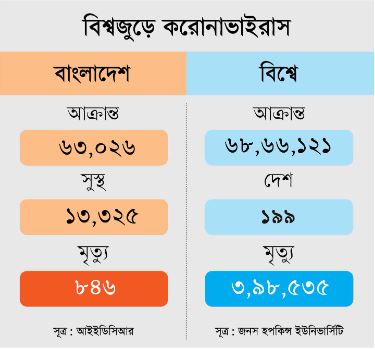 বিশ্বজুড়ে করোনাভাইরাস
বাংলাদেশ
আক্রান্ত
৬৩,০২৬
সুস্থ
১৩,৩২৫
মৃত্যু
৮৪৬
সূত্র : আইইডিসিআর
বিশ্বে
আক্রান্ত
৬৮,৬৬,১২১
দেশ
১৯৯
মৃত্যু
৩,৯৮,৫৩৫
সূত্র : জনস হপকিন্স ইউনিভার্সিটি